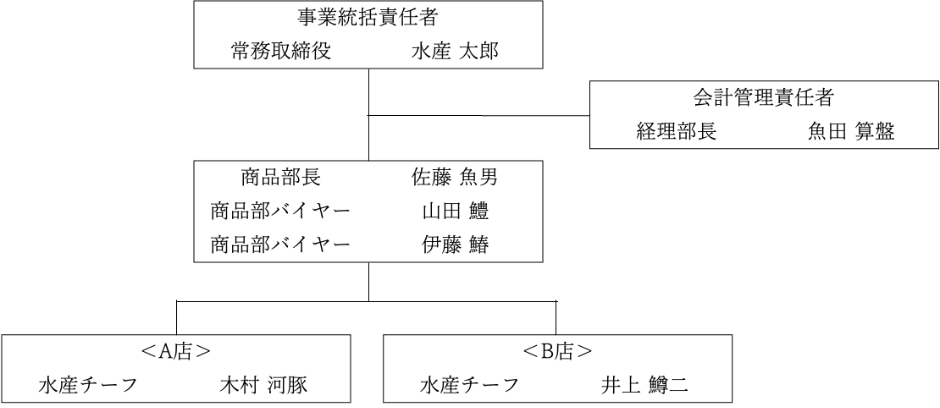 事業統括責任者
常務取締役 水産 太郎
会計管理責任者
経理部長 魚田 算盤
商品部長 佐藤 魚男
商品部バイヤー 山田 鱧
商品部バイヤー 伊藤 鰆
＜A店＞
水産チーフ 木村 河豚
＜B店＞
水産チーフ 井上 鱒二